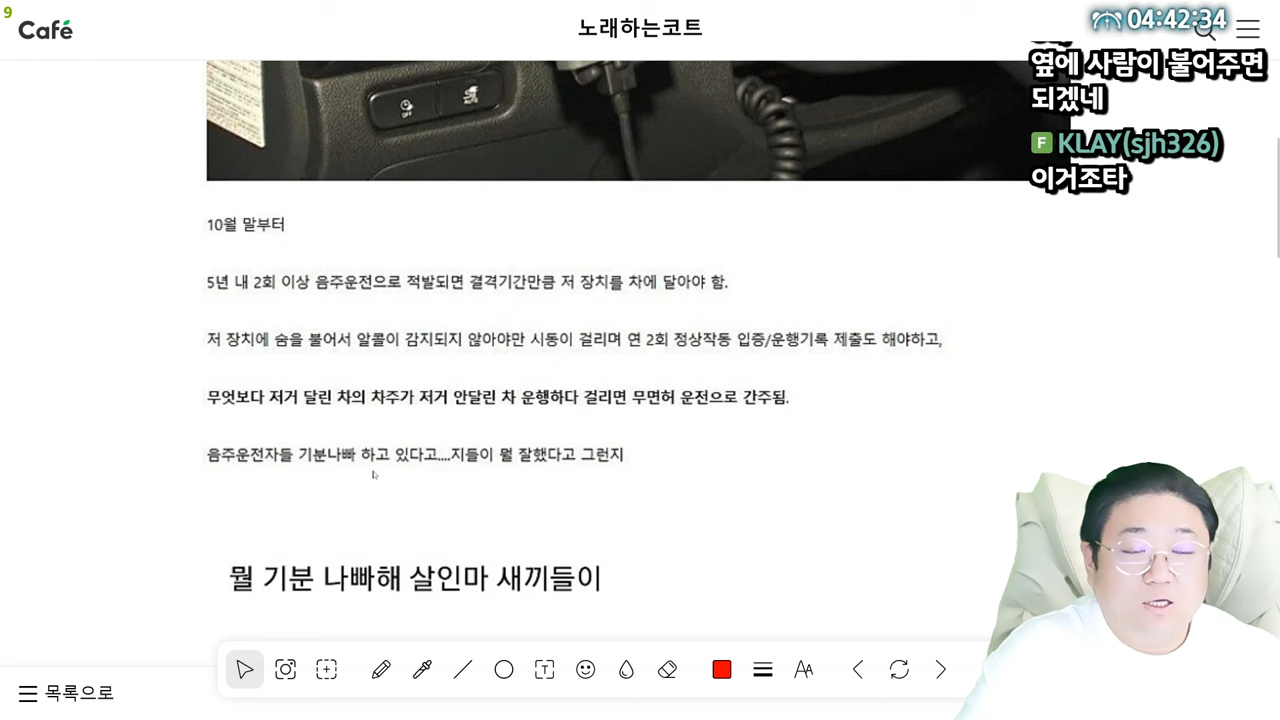 9
Café
노래하는코트
04:42:34
옆에 사람이 불어주면
되겠네
F KLAY(sjh326)
이거조타
OFF
10월 말부터
5년 내 2회 이상 음주운전으로 적발되면 결격기간만큼 저 장치를 차에 달아야 함.
저 장치에 숨을 불어서 알콜이 감지되지 않아야만 시동이 걸리며 연 2회 정상작동 입증/운행기록 제출도 해야하고,
무엇보다 저거 달린 차의 차주가 저거 안달린 차 운행하다 걸리면 무면허 운전으로 간주됨.
음주운전자들 기분나빠 하고 있다고....지들이 뭘 잘했다고 그런지
뭘 기분 나빠해 살인마 새끼들이
T
AA
목록으로